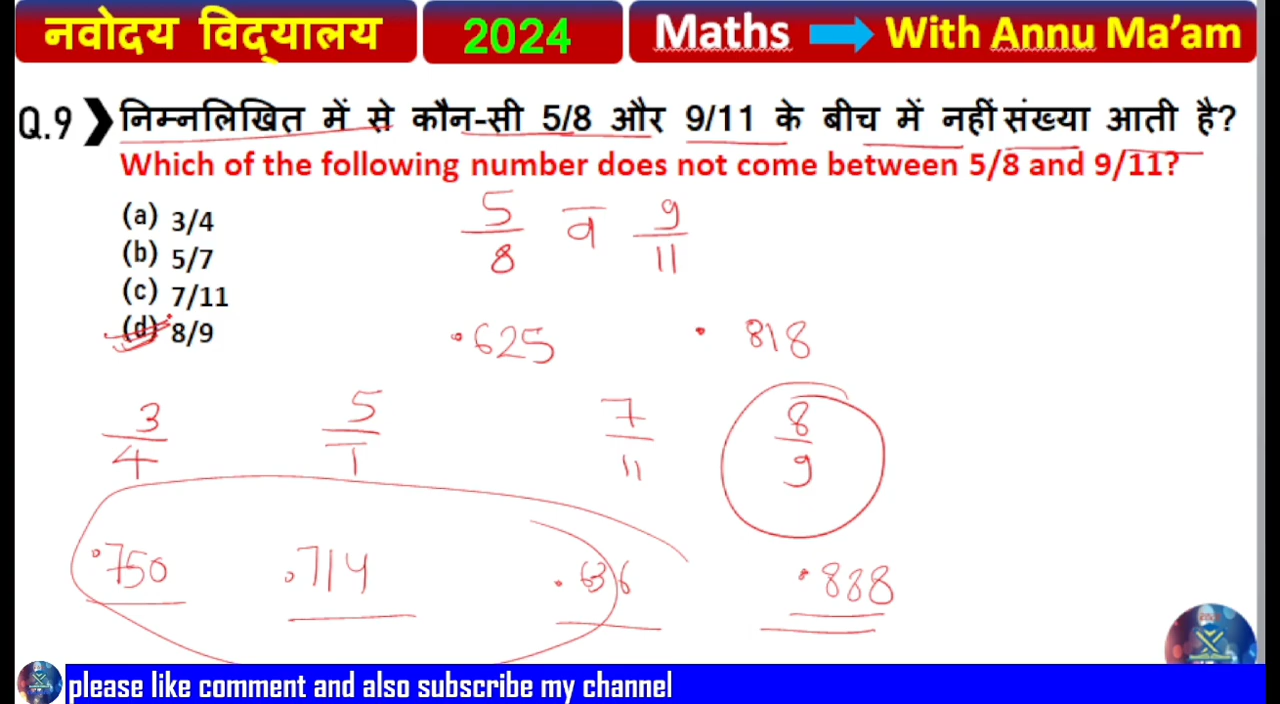 नवोदय विद्यालय 2024 Maths With Annu Ma'am
Q.9 निम्नलिखित में से कौन-सी 5/8 और 9/11 के बीच में नहीं संख्या आती है?
Which of the following number does not come between 5/8 and 9/11?
(a) 3/4
(b) 5/7
(c) 7/11
(d) 8/9
5/8 व 9/11
.625 .818
3/4 5/7 7/11 8/9
.750 .714 .636 .888
please like comment and also subscribe my channel